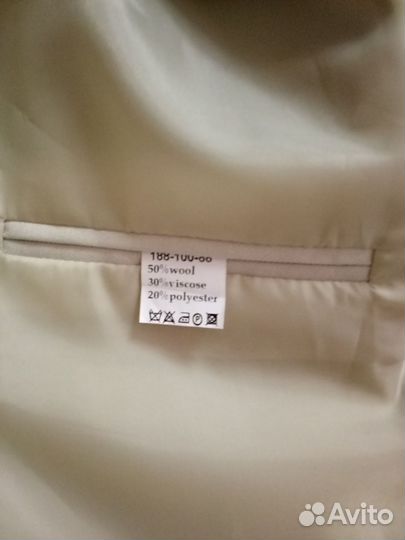 188-100-88
50%wool
30%viscose
20%polyester
P
Avito